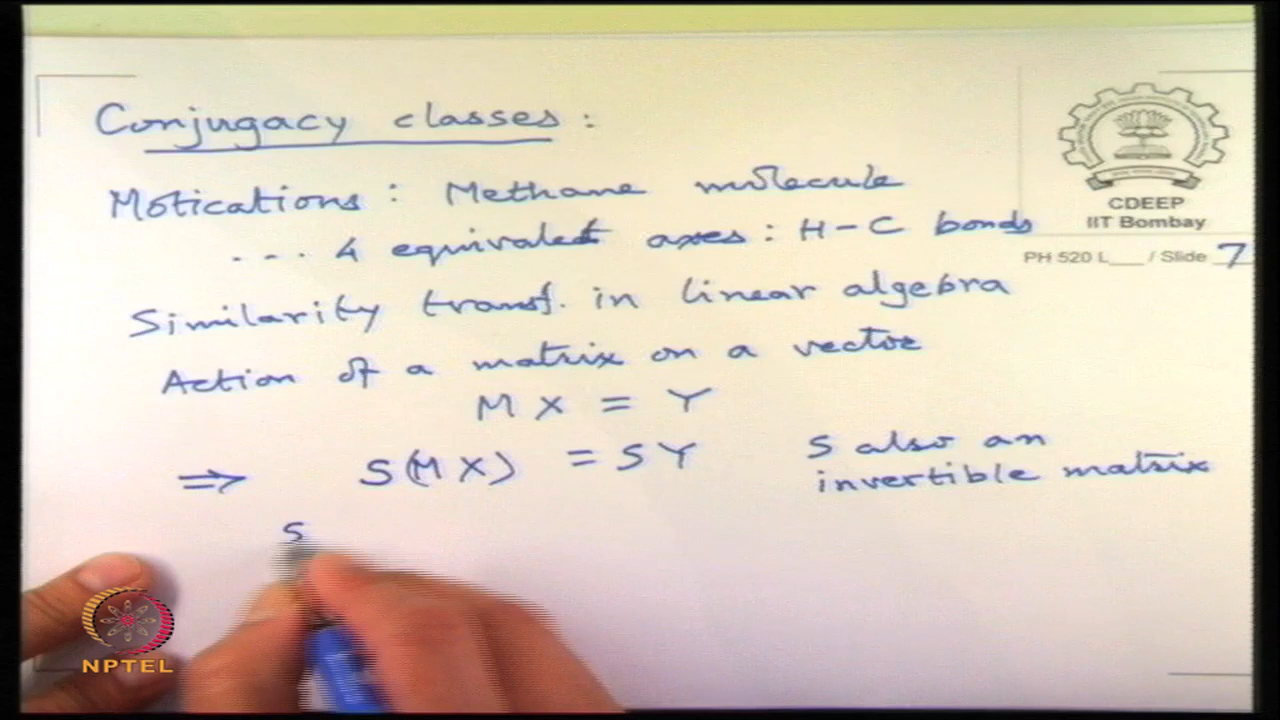 Conjugacy classes :
Motications : Methane molecule
... 4 equivalent axes : H-C bonds
Similarity transf. in linear algebra
Action of a matrix on a vector
M X = Y
⇒ S(M X) = S Y S also an
invertible matrix
S
CDEEP
IIT Bombay
PH 520 L___ / Slide 7
NPTEL